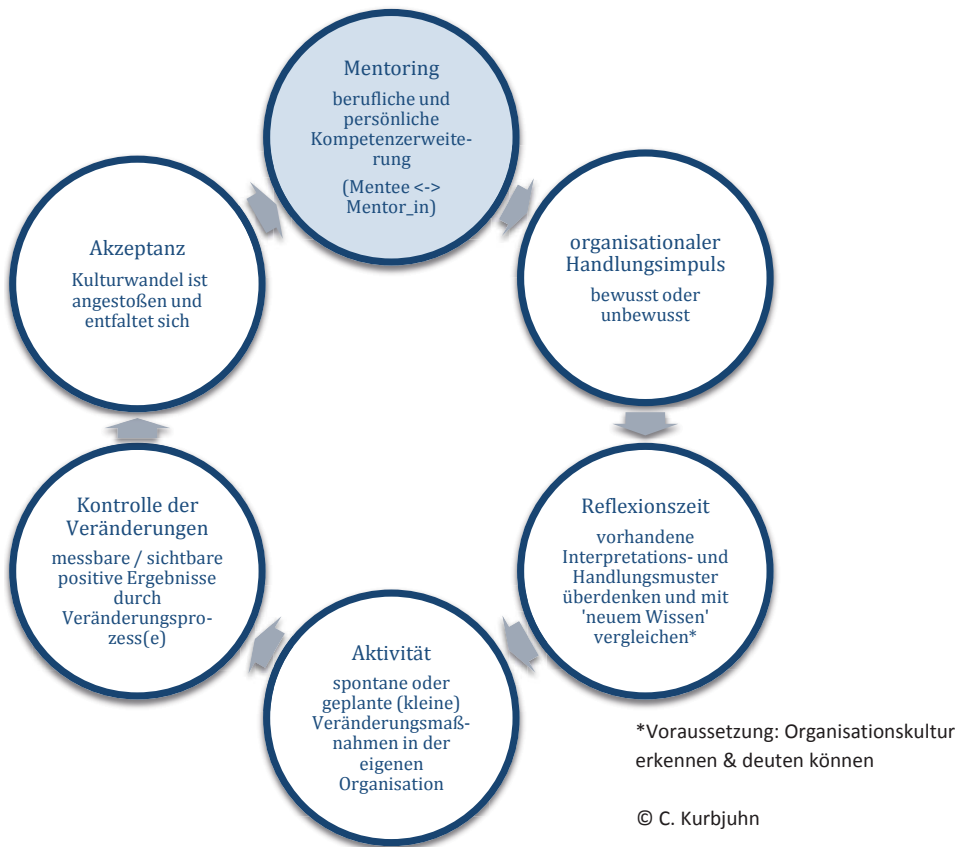 Mentoring
berufliche und
persönliche
Kompetenzerweite-
rung
(Mentee <->
Mentor_in)
organisationaler
Handlungsimpuls
bewusst oder
unbewusst
Reflexionszeit
vorhandene
Interpretations- und
Handlungsmuster
überdenken und mit
'neuem Wissen'
vergleichen*
Aktivität
spontane oder
geplante (kleine)
Veränderungsmaß-
nahmen in der
eigenen
Organisation
Kontrolle der
Veränderungen
messbare / sichtbare
positive Ergebnisse
durch
Veränderungspro-
zess(e)
Akzeptanz
Kulturwandel ist
angestoßen und
entfaltet sich
*Voraussetzung: Organisationskultur
erkennen & deuten können
© C. Kurbjuhn